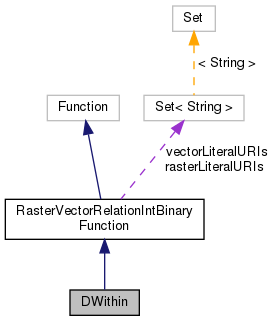 Set
< String >
Function
Set< String >
vectorLiteralURIs
rasterLiteralURIs
RasterVectorRelationIntBinary
Function
DWithin